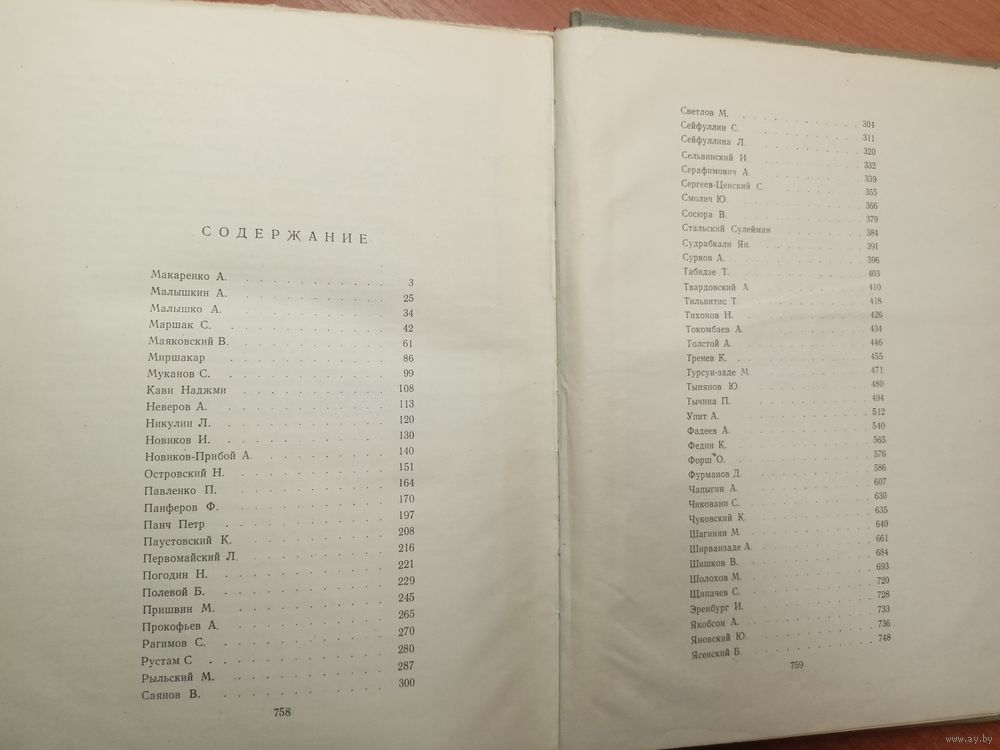 СОДЕРЖАНИЕ
Макаренко А. . . . . . . . . . 3
Малышкин А. . . . . . . . . . 25
Малышко А. . . . . . . . . . 34
Маршак С. . . . . . . . . . 42
Маяковский В. . . . . . . . . . 61
Миршакар . . . . . . . . . 86
Муканов С. . . . . . . . . . 99
Кави Наджми . . . . . . . . . 108
Неверов А. . . . . . . . . . 113
Никулин Л. . . . . . . . . . 120
Новиков И. . . . . . . . . . 130
Новиков-Прибой А. . . . . . . . . 140
Островский Н. . . . . . . . . . 151
Павленко П. . . . . . . . . . 164
Панферов Ф. . . . . . . . . . 170
Панч Петр . . . . . . . . . 197
Паустовский К. . . . . . . . . . 208
Первомайский Л. . . . . . . . . 216
Погодин Н. . . . . . . . . . 221
Полевой Б. . . . . . . . . . 229
Пришвин М. . . . . . . . . . 245
Прокофьев А. . . . . . . . . . 265
Рагимов С. . . . . . . . . . 270
Рустам С . . . . . . . . . 280
Рыльский М. . . . . . . . . . 287
Саянов В. . . . . . . . . . 300
758
Светлов М. . . . . . . . . . 304
Сейфуллин С. . . . . . . . . . 311
Сейфуллина Л. . . . . . . . . . 320
Сельвинский И . . . . . . . . . 332
Серафимович А. . . . . . . . . . 339
Сергеев-Ценский С. . . . . . . . . 355
Смолич Ю. . . . . . . . . . 366
Сосюра В. . . . . . . . . . 379
Стальский Сулейман . . . . . . . . 384
Судрабкалн Ян. . . . . . . . . . 391
Сурков А. . . . . . . . . . 396
Табидзе Т. . . . . . . . . . 403
Твардовский А. . . . . . . . . . 410
Тильвитис Т. . . . . . . . . . 418
Тихонов Н. . . . . . . . . . 426
Токомбаев А. . . . . . . . . . 434
Толстой А. . . . . . . . . . 446
Тренев К. . . . . . . . . . 455
Турсун-заде М. . . . . . . . . . 471
Тынянов Ю . . . . . . . . . 480
Тычина П. . . . . . . . . . 494
Упит А. . . . . . . . . . 512
Фадеев А. . . . . . . . . . 540
Федин К. . . . . . . . . . 565
Форш О. . . . . . . . . . 576
Фурманов Д. . . . . . . . . . 586
Чапыгин А. . . . . . . . . . 607
Чиковани С. . . . . . . . . . 630
Чуковский К. . . . . . . . . . 635
Шагинян М. . . . . . . . . . 640
Ширванзаде А. . . . . . . . . . 661
Шишков В. . . . . . . . . . 684
Шолохов М. . . . . . . . . . 693
Щипачев С. . . . . . . . . . 720
Эренбург И. . . . . . . . . . 728
Якобсон А. . . . . . . . . . 733
Яновский Ю. . . . . . . . . . 736
Ясенский Б. . . . . . . . . . 748
759
www.ay.by